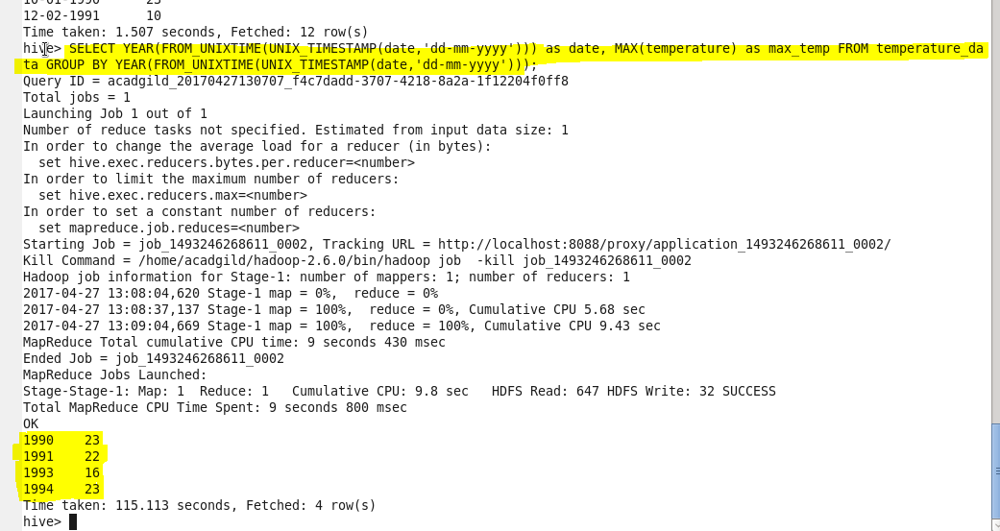 12-02-1991      10
Time taken: 1.507 seconds, Fetched: 12 row(s)
hive> SELECT YEAR(FROM_UNIXTIME(UNIX_TIMESTAMP(date,'dd-mm-yyyy'))) as date, MAX(temperature) as max_temp FROM temperature_da
ta GROUP BY YEAR(FROM_UNIXTIME(UNIX_TIMESTAMP(date,'dd-mm-yyyy')));
Query ID = acadgild_20170427130707_f4c7dadd-3707-4218-8a2a-1f12204f0ff8
Total jobs = 1
Launching Job 1 out of 1
Number of reduce tasks not specified. Estimated from input data size: 1
In order to change the average load for a reducer (in bytes):
  set hive.exec.reducers.bytes.per.reducer=<number>
In order to limit the maximum number of reducers:
  set hive.exec.reducers.max=<number>
In order to set a constant number of reducers:
  set mapreduce.job.reduces=<number>
Starting Job = job_1493246268611_0002, Tracking URL = http://localhost:8088/proxy/application_1493246268611_0002/
Kill Command = /home/acadgild/hadoop-2.6.0/bin/hadoop job  -kill job_1493246268611_0002
Hadoop job information for Stage-1: number of mappers: 1; number of reducers: 1
2017-04-27 13:08:04,620 Stage-1 map = 0%,  reduce = 0%
2017-04-27 13:08:37,137 Stage-1 map = 100%,  reduce = 0%, Cumulative CPU 5.68 sec
2017-04-27 13:09:04,669 Stage-1 map = 100%,  reduce = 100%, Cumulative CPU 9.43 sec
MapReduce Total cumulative CPU time: 9 seconds 430 msec
Ended Job = job_1493246268611_0002
MapReduce Jobs Launched:
Stage-Stage-1: Map: 1  Reduce: 1   Cumulative CPU: 9.8 sec   HDFS Read: 647 HDFS Write: 32 SUCCESS
Total MapReduce CPU Time Spent: 9 seconds 800 msec
OK
1990    23
1991    22
1993    16
1994    23
Time taken: 115.113 seconds, Fetched: 4 row(s)
hive>